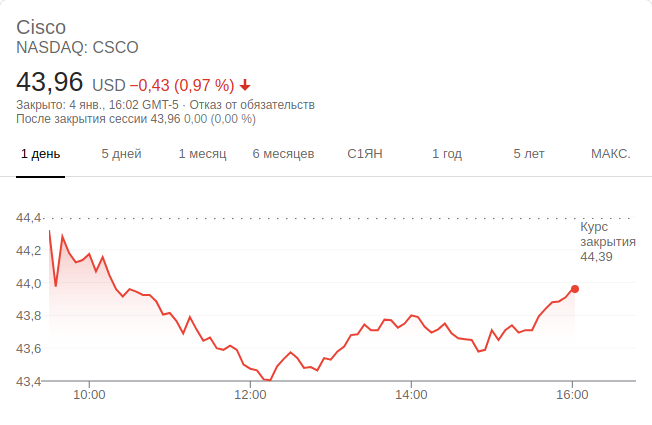 Cisco
NASDAQ: CSCO
43,96 USD −0,43 (0,97 %)
Закрыто: 4 янв., 16:02 GMT-5 · Отказ от обязательств
После закрытия сессии 43,96 0,00 (0,00 %)
1 день 5 дней 1 месяц 6 месяцев С1ЯН 1 год 5 лет МАКС.
44,4
Курс
закрытия
44,39
44,2
44,0
43,8
43,6
43,4
10:00 12:00 14:00 16:00